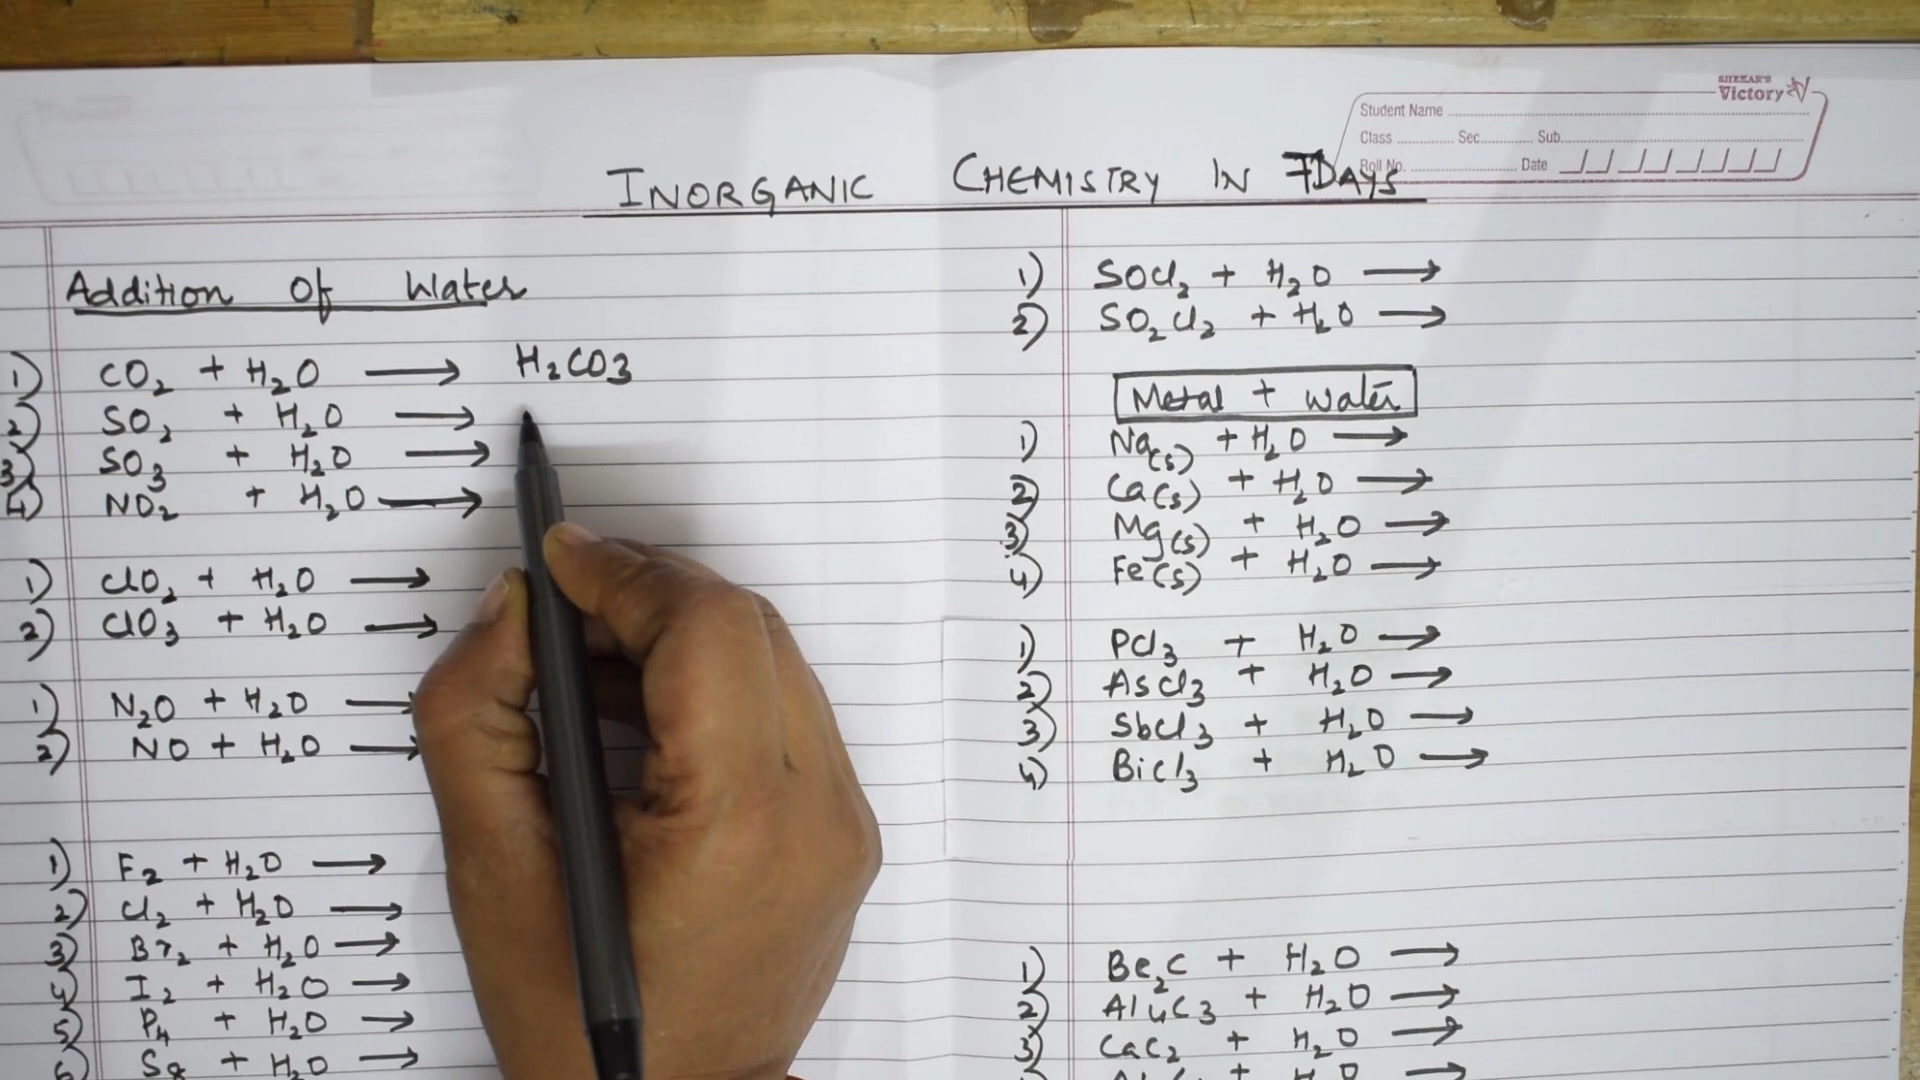 SHEKAR'S
Victory
Student Name
Class Sec. Sub.
Roll No. Date
INORGANIC CHEMISTRY IN 7DAYS
Addition Of Water
1) CO₂ + H₂O ⟶ H₂CO3
2) SO₂ + H₂O ⟶
3) SO₃ + H₂O ⟶
4) NO₂ + H₂O ⟶
1) ClO₂ + H₂O ⟶
2) ClO₃ + H₂O ⟶
1) N₂O + H₂O ⟶
2) NO + H₂O ⟶
1) F₂ + H₂O ⟶
2) Cl₂ + H₂O ⟶
3) Br₂ + H₂O ⟶
4) I₂ + H₂O ⟶
5) P₄ + H₂O ⟶
6) S₈ + H₂O ⟶
1) SOCl₂ + H₂O ⟶
2) SO₂Cl₂ + H₂O ⟶
Metal + Water
1) Na(s) + H₂O ⟶
2) Ca(s) + H₂O ⟶
3) Mg(s) + H₂O ⟶
4) Fe(s) + H₂O ⟶
1) PCl₃ + H₂O ⟶
2) AsCl₃ + H₂O ⟶
3) SbCl₃ + H₂O ⟶
4) BiCl₃ + H₂O ⟶
1) Be₂C + H₂O ⟶
2) Al₄C₃ + H₂O ⟶
3) CaC₂ + H₂O ⟶